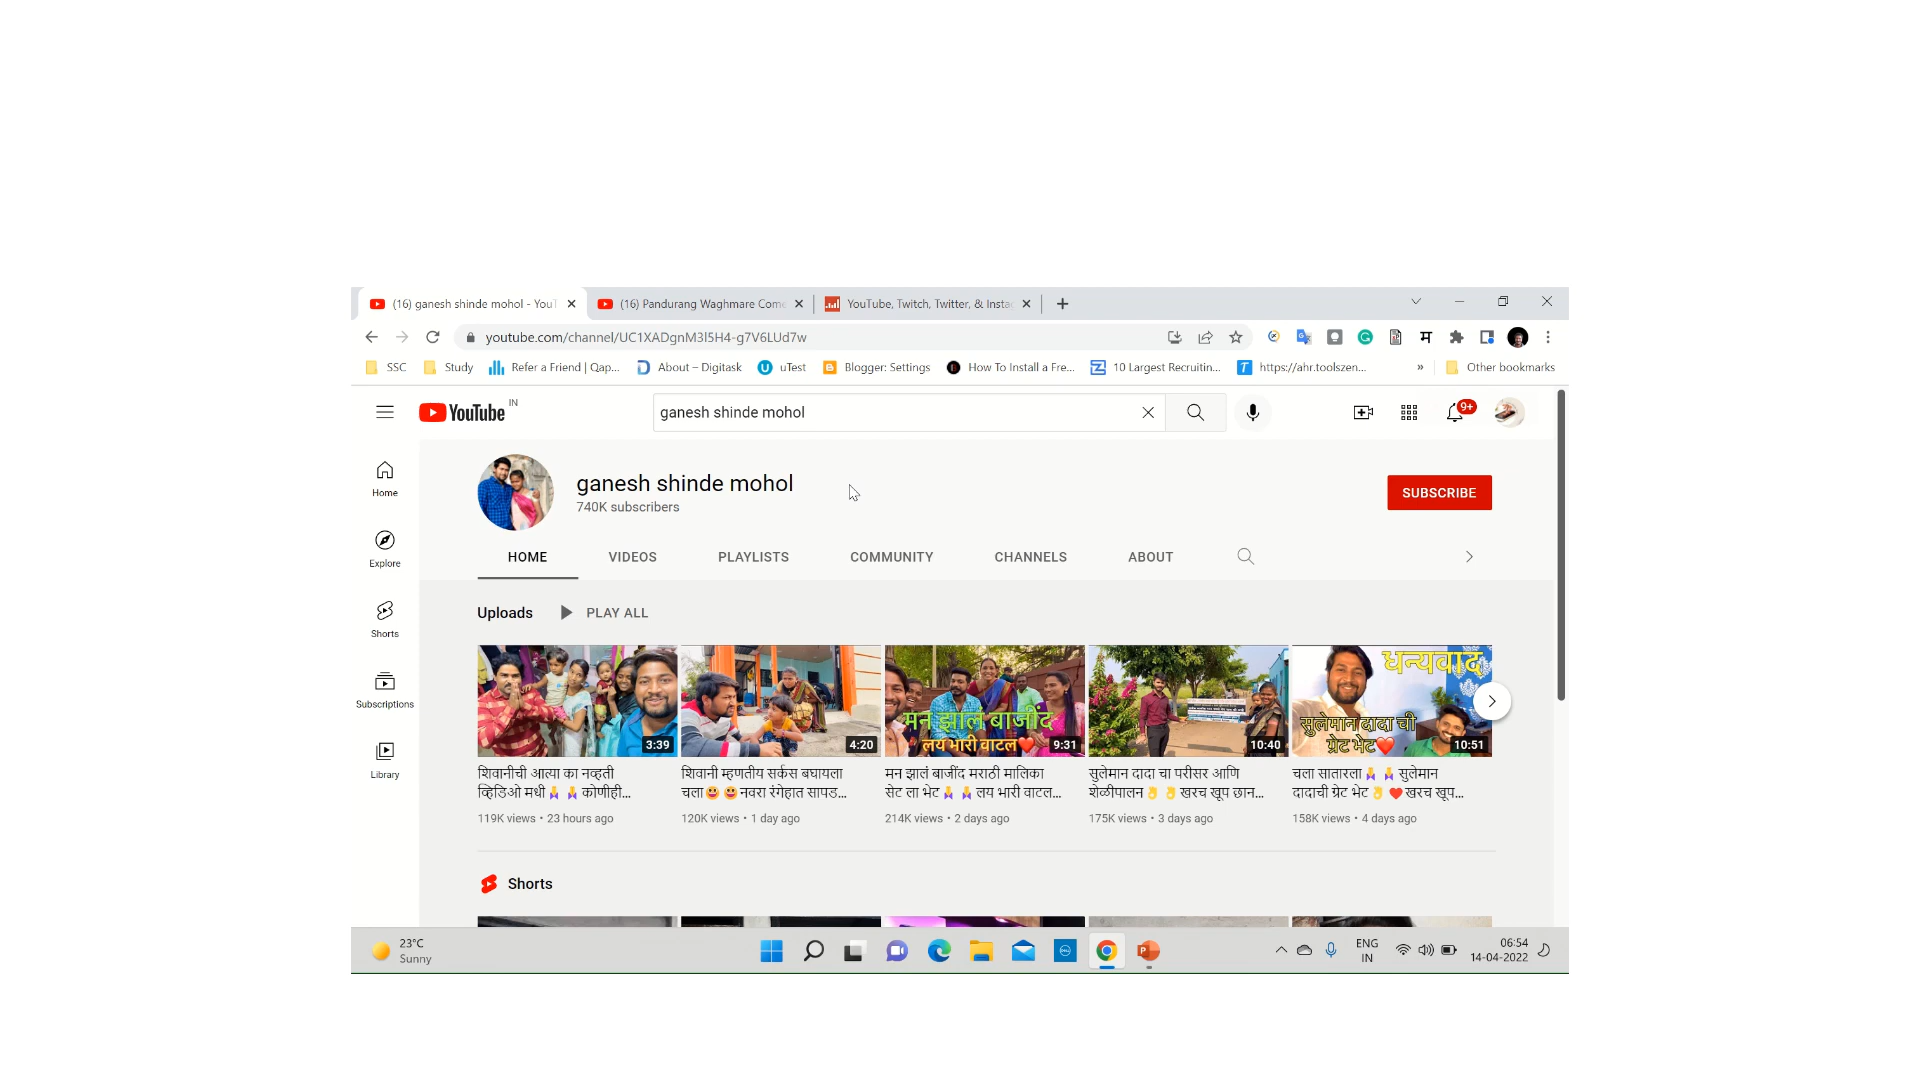 (16) ganesh shinde mohol - YouT
(16) Pandurang Waghmare Come
YouTube, Twitch, Twitter, & Insta
youtube.com/channel/UC1XADgnM3l5H4-g7V6LUd7w
SSC
Study
Refer a Friend | Qap...
About – Digitask
uTest
Blogger: Settings
How To Install a Fre...
10 Largest Recruitin...
https://ahr.toolszen...
»
Other bookmarks
YouTube IN
ganesh shinde mohol
9+
Home
Explore
Shorts
Subscriptions
Library
ganesh shinde mohol
740K subscribers
SUBSCRIBE
HOME
VIDEOS
PLAYLISTS
COMMUNITY
CHANNELS
ABOUT
Uploads
PLAY ALL
3:39
4:20
मन झालं बाजींद
लय भारी वाटल❤️
9:31
10:40
धन्यवाद
सुलेमान दादा ची
ग्रेट भेट❤️
10:51
शिवानीची आत्या का नव्हती
व्हिडिओ मधी🙏🙏कोणीही...
119K views • 23 hours ago
शिवानी म्हणतीय सर्कस बघायला
चला😃😃नवरा रंगेहात सापड...
120K views • 1 day ago
मन झालं बाजींद मराठी मालिका
सेट ला भेट🙏🙏लय भारी वाटल...
214K views • 2 days ago
सुलेमान दादा चा परीसर आणि
शेळीपालन👌👌खरच खूप छान...
175K views • 3 days ago
चला सातारला🙏🙏सुलेमान
दादाची ग्रेट भेट👌❤️खरच खूप...
158K views • 4 days ago
Shorts
23°C
Sunny
ENG
IN
06:54
14-04-2022